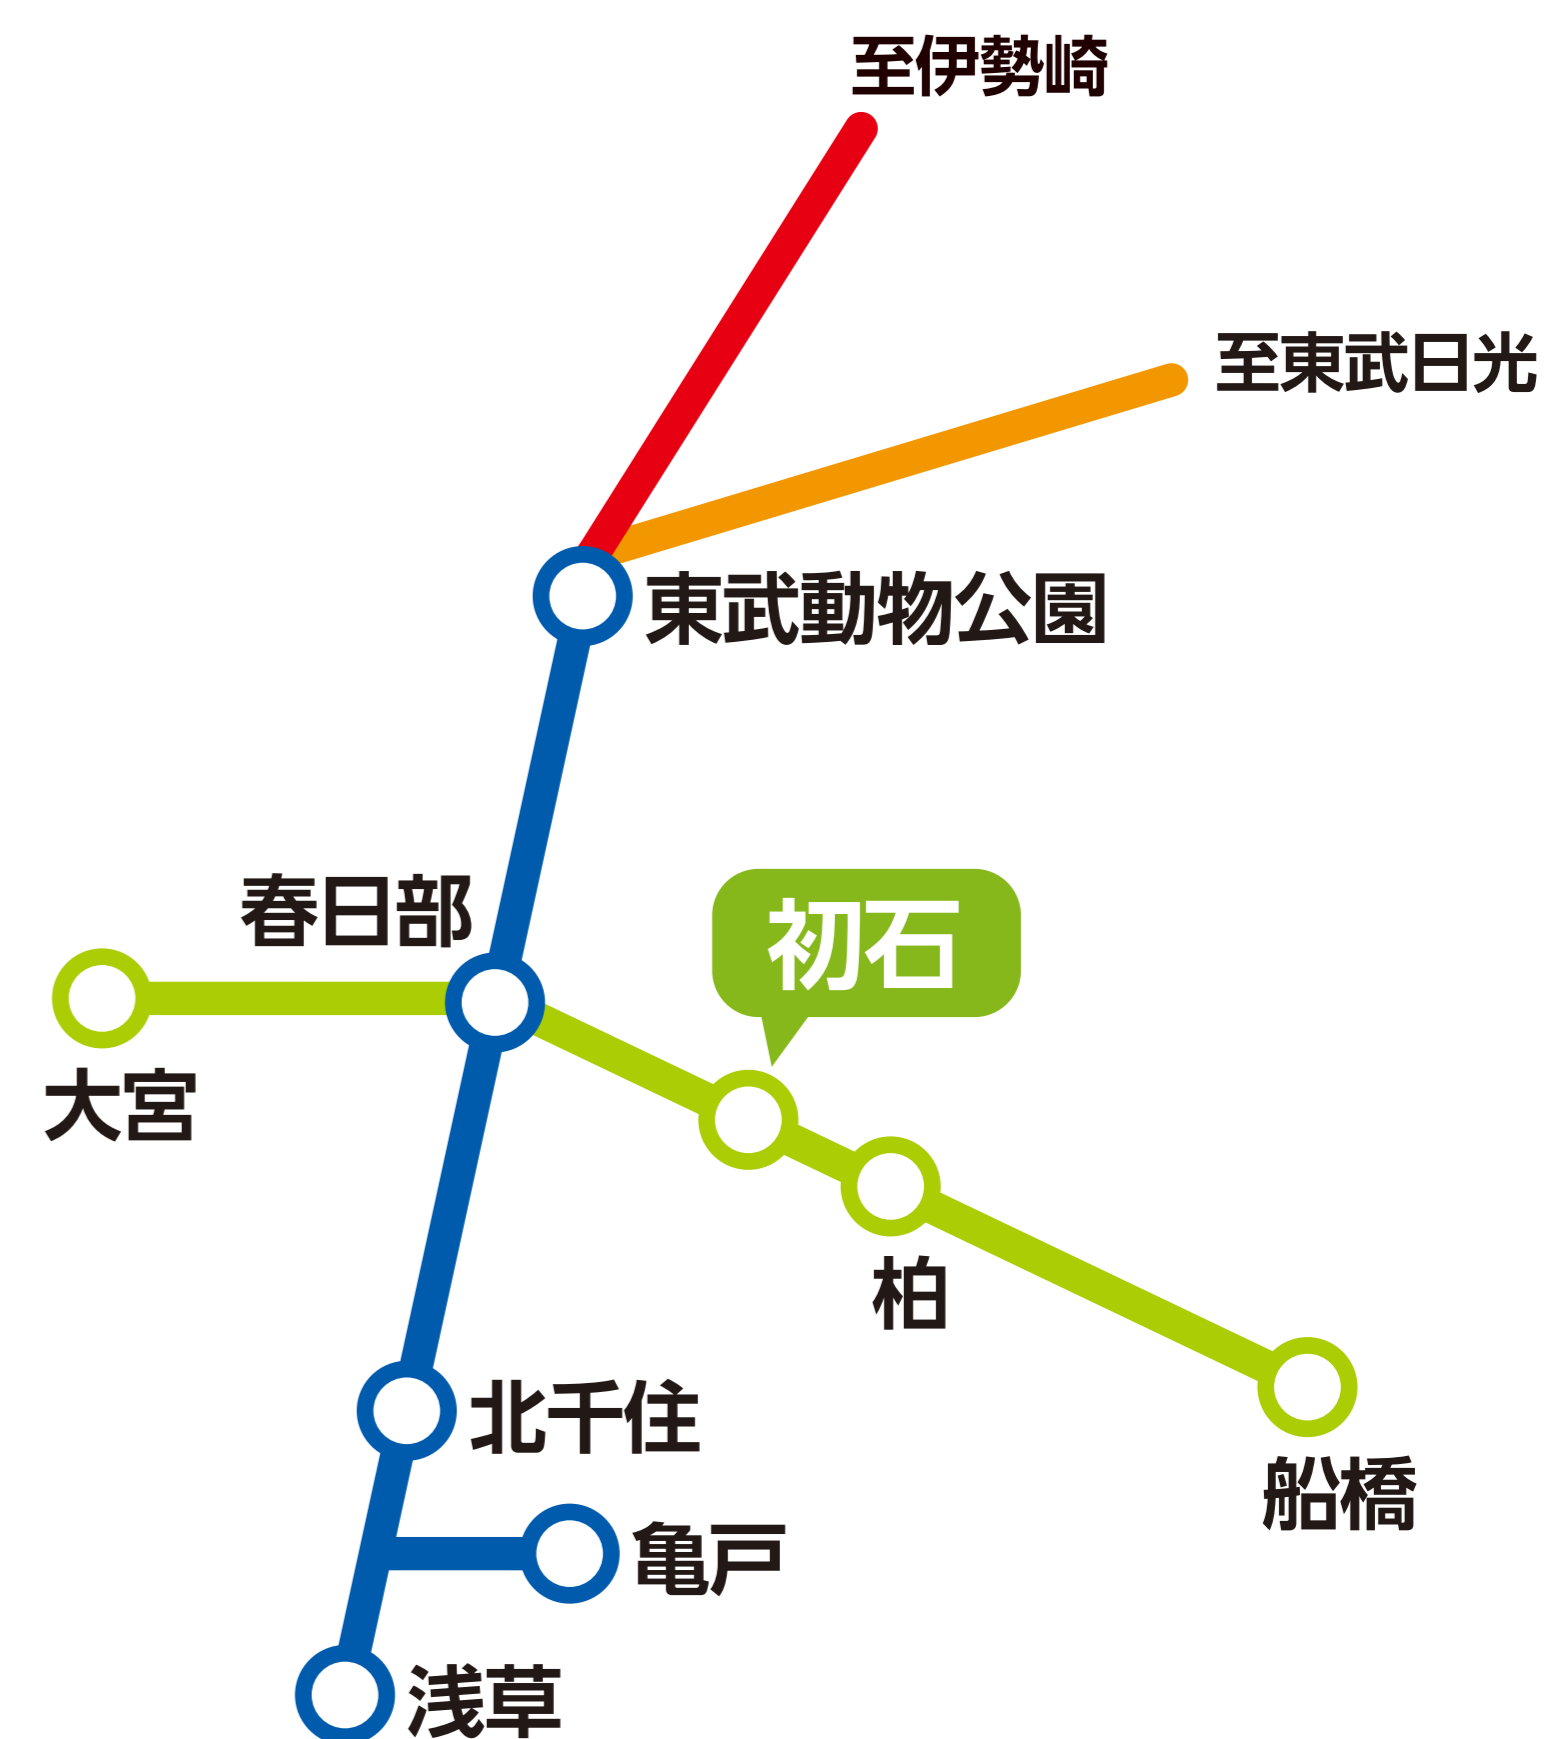 至伊勢崎
至東武日光
東武動物公園
春日部
初石
大宮
柏
北千住
船橋
亀戸
浅草